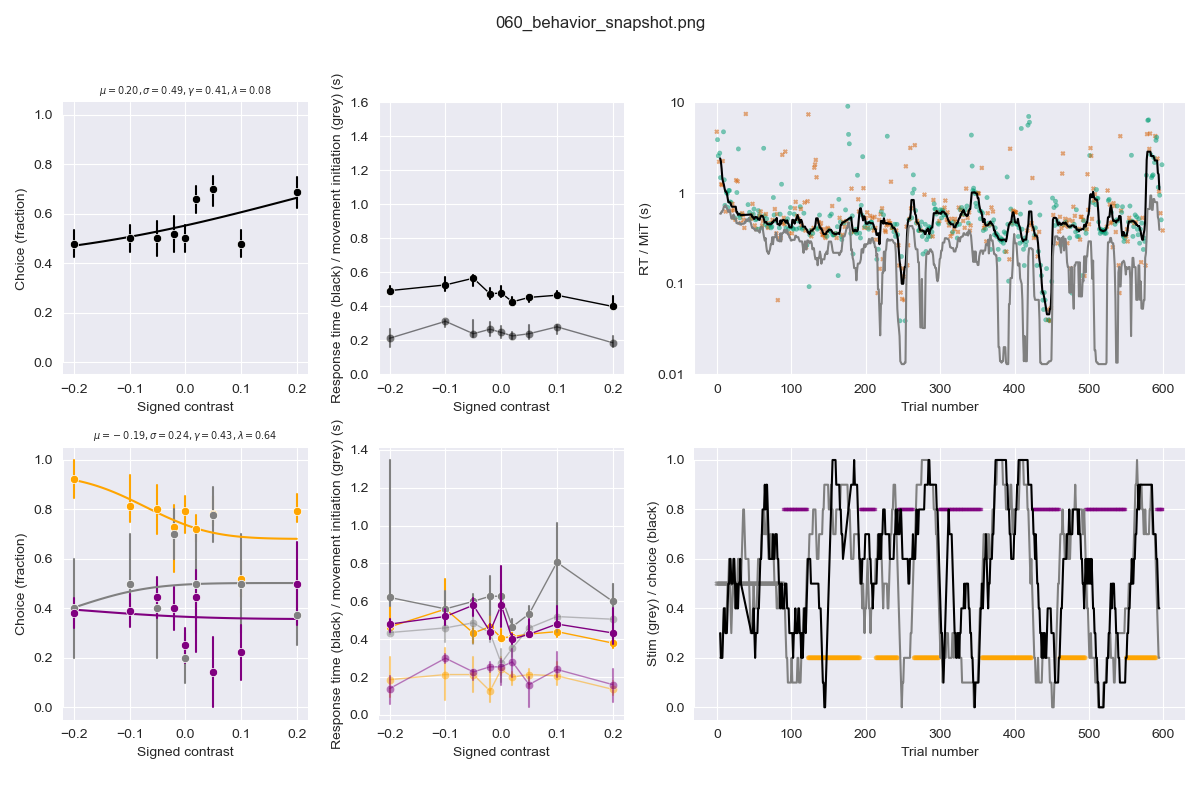 060_behavior_snapshot.png
μ = 0.20, σ = 0.49, γ = 0.41, λ = 0.08
Choice (fraction)
1.0
0.8
0.6
0.4
0.2
0.0
−0.2 −0.1 0.0 0.1 0.2
Signed contrast
Response time (black) / movement initiation (grey) (s)
1.6
1.4
1.2
1.0
0.8
0.6
0.4
0.2
0.0
−0.2 −0.1 0.0 0.1 0.2
Signed contrast
RT / MiT (s)
10
1
0.1
0.01
0 100 200 300 400 500 600
Trial number
μ = − 0.19, σ = 0.24, γ = 0.43, λ = 0.64
Choice (fraction)
1.0
0.8
0.6
0.4
0.2
0.0
−0.2 −0.1 0.0 0.1 0.2
Signed contrast
Response time (black) / movement initiation (grey) (s)
1.4
1.2
1.0
0.8
0.6
0.4
0.2
0.0
−0.2 −0.1 0.0 0.1 0.2
Signed contrast
Stim (grey) / choice (black)
1.0
0.8
0.6
0.4
0.2
0.0
0 100 200 300 400 500 600
Trial number